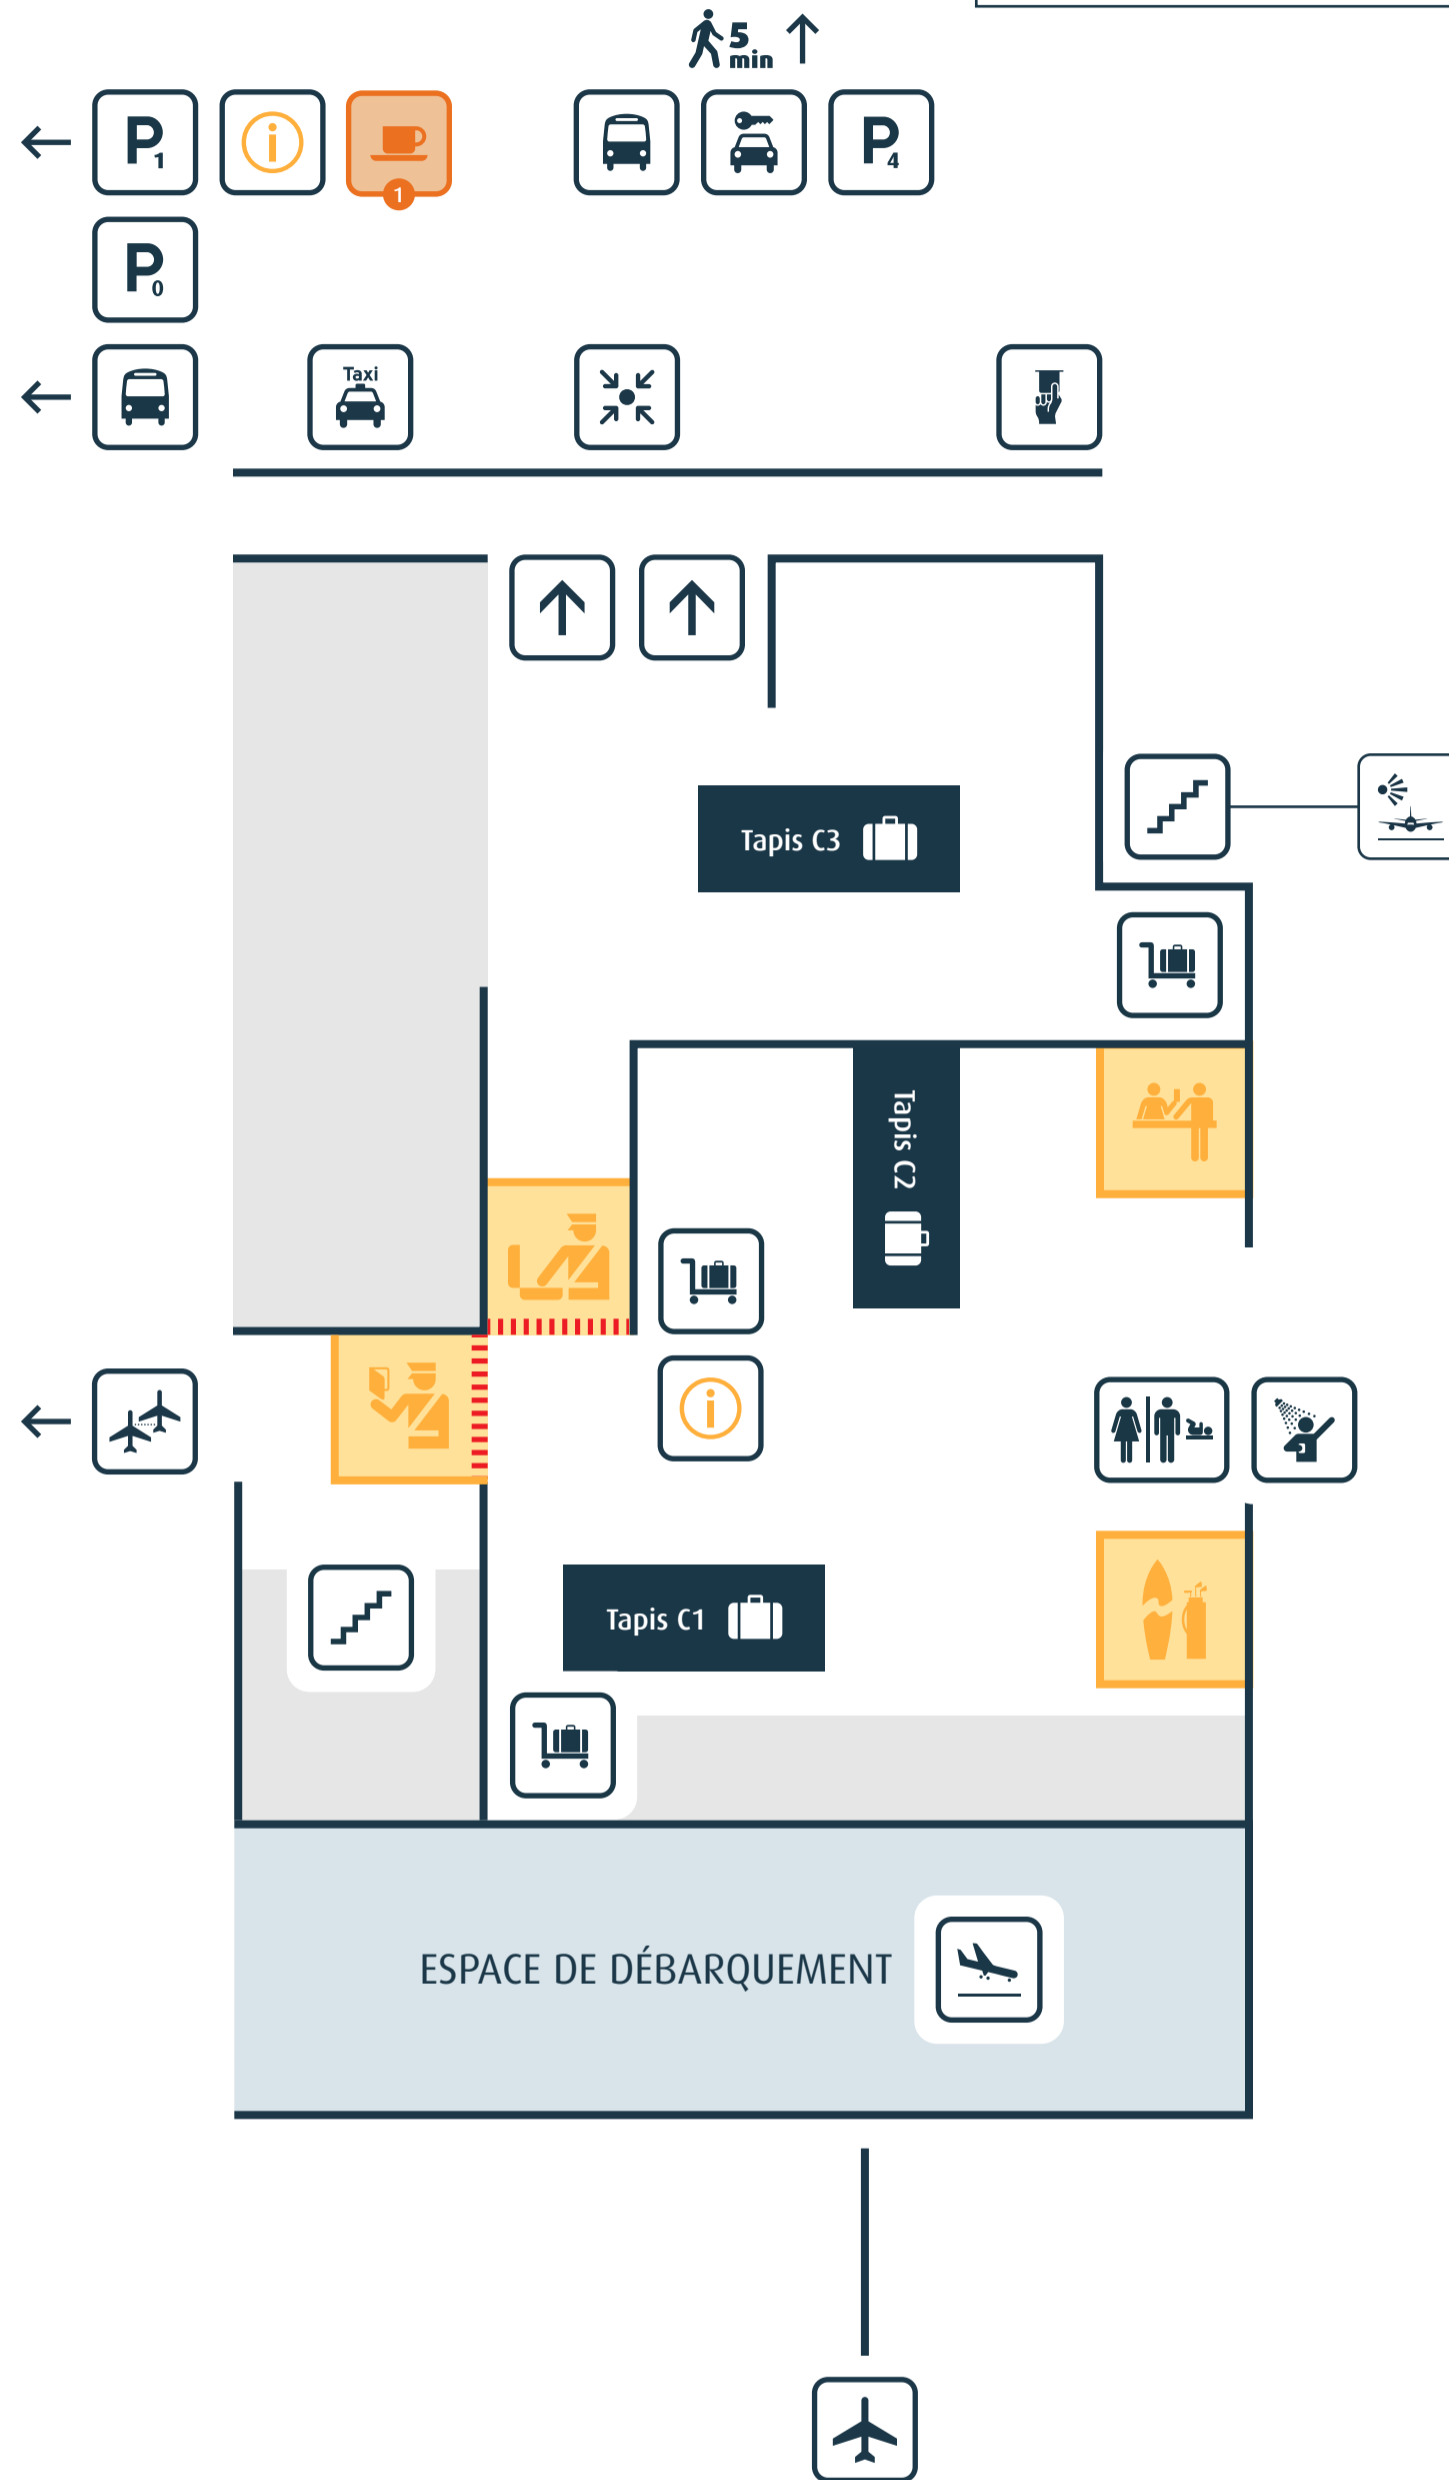 5
min
P1
P4
1
P0
Taxi
Tapis C3
Tapis C2
Tapis C1
ESPACE DE DÉBARQUEMENT